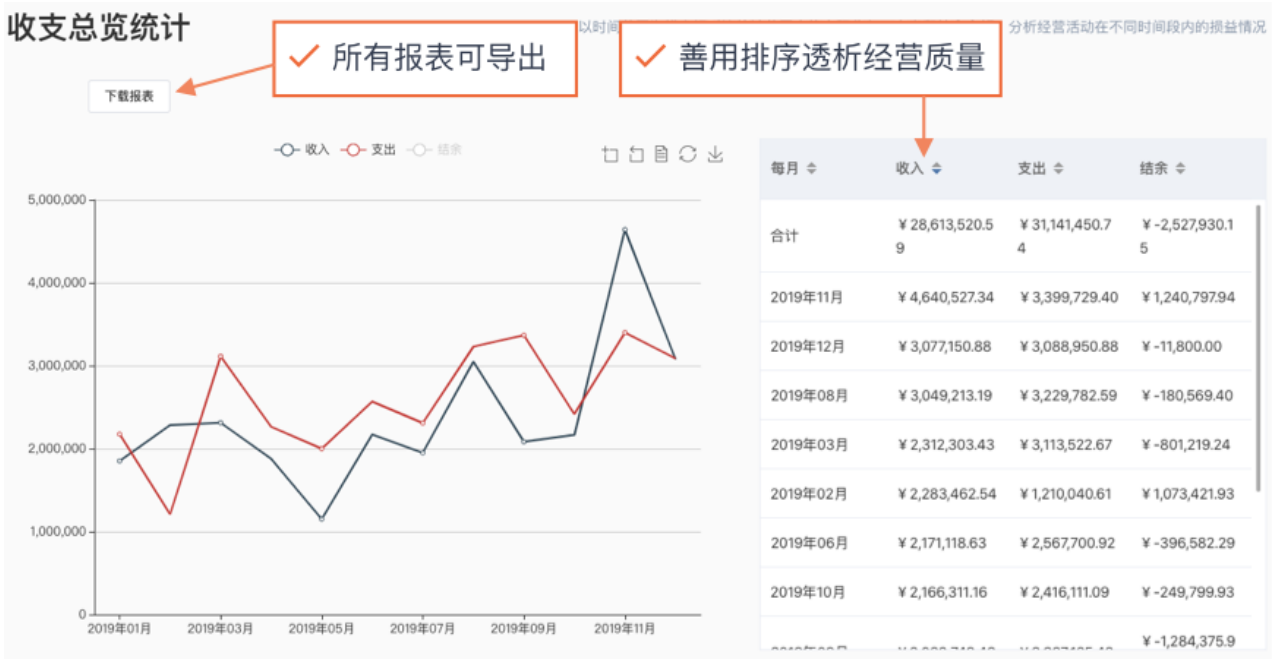 收支总览统计
以时间
分析经营活动在不同时间段内的损益情况
所有报表可导出
善用排序透析经营质量
下载报表
收入 支出 结余
5,000,000
4,000,000
3,000,000
2,000,000
1,000,000
0
2019年01月 2019年03月 2019年05月 2019年07月 2019年09月 2019年11月
每月 收入 支出 结余
合计 ¥28,613,520.59 ¥31,141,450.74 ¥-2,527,930.15
2019年11月 ¥4,640,527.34 ¥3,399,729.40 ¥1,240,797.94
2019年12月 ¥3,077,150.88 ¥3,088,950.88 ¥-11,800.00
2019年08月 ¥3,049,213.19 ¥3,229,782.59 ¥-180,569.40
2019年03月 ¥2,312,303.43 ¥3,113,522.67 ¥-801,219.24
2019年02月 ¥2,283,462.54 ¥1,210,040.61 ¥1,073,421.93
2019年06月 ¥2,171,118.63 ¥2,567,700.92 ¥-396,582.29
2019年10月 ¥2,166,311.16 ¥2,416,111.09 ¥-249,799.93
¥-1,284,375.9